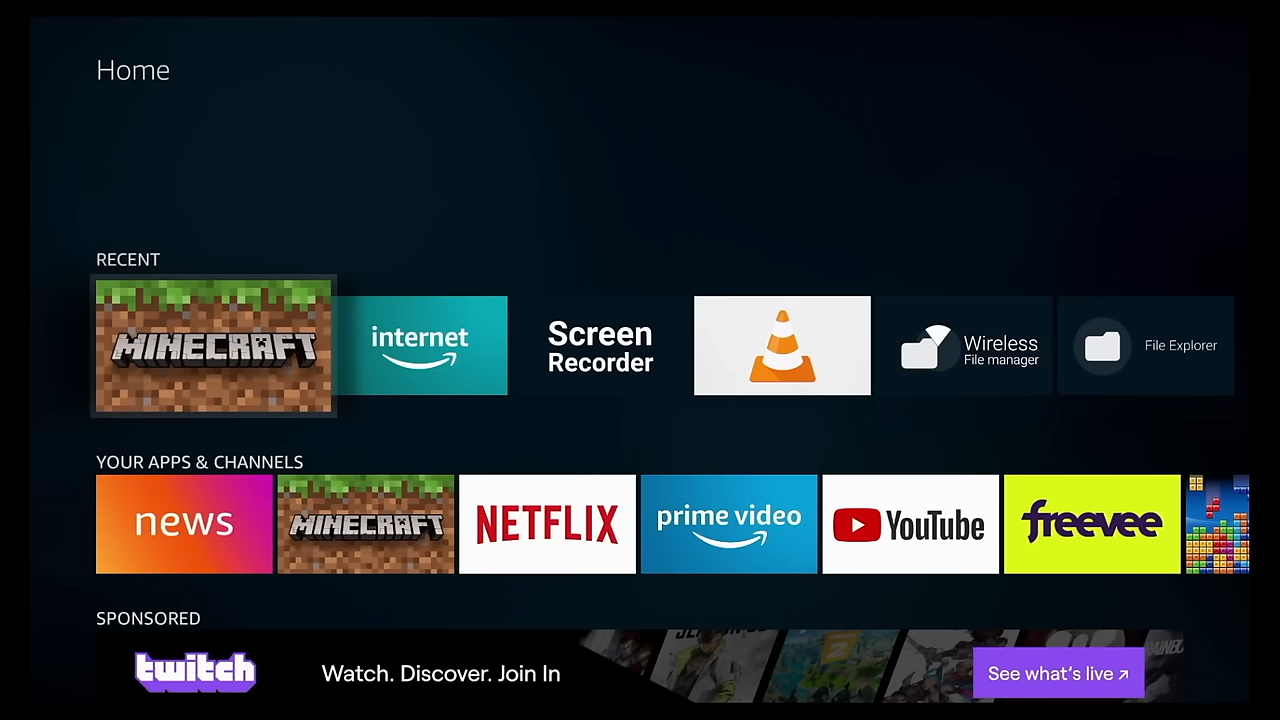 Home
RECENT
MINECRAFT
internet
Screen
Recorder
Wireless
File manager
File Explorer
YOUR APPS & CHANNELS
news
MINECRAFT
NETFLIX
prime video
YouTube
freevee
SPONSORED
twitch
Watch. Discover. Join In
See what's live ↗